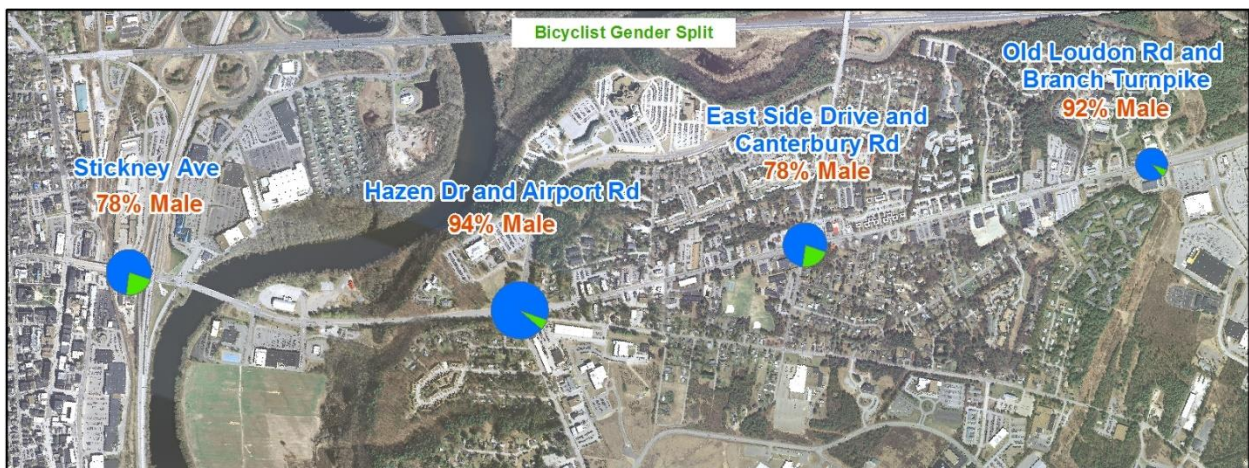 Bicyclist Gender Split
Old Loudon Rd and
Branch Turnpike
92% Male
East Side Drive and
Canterbury Rd
78% Male
Stickney Ave
78% Male
Hazen Dr and Airport Rd
94% Male